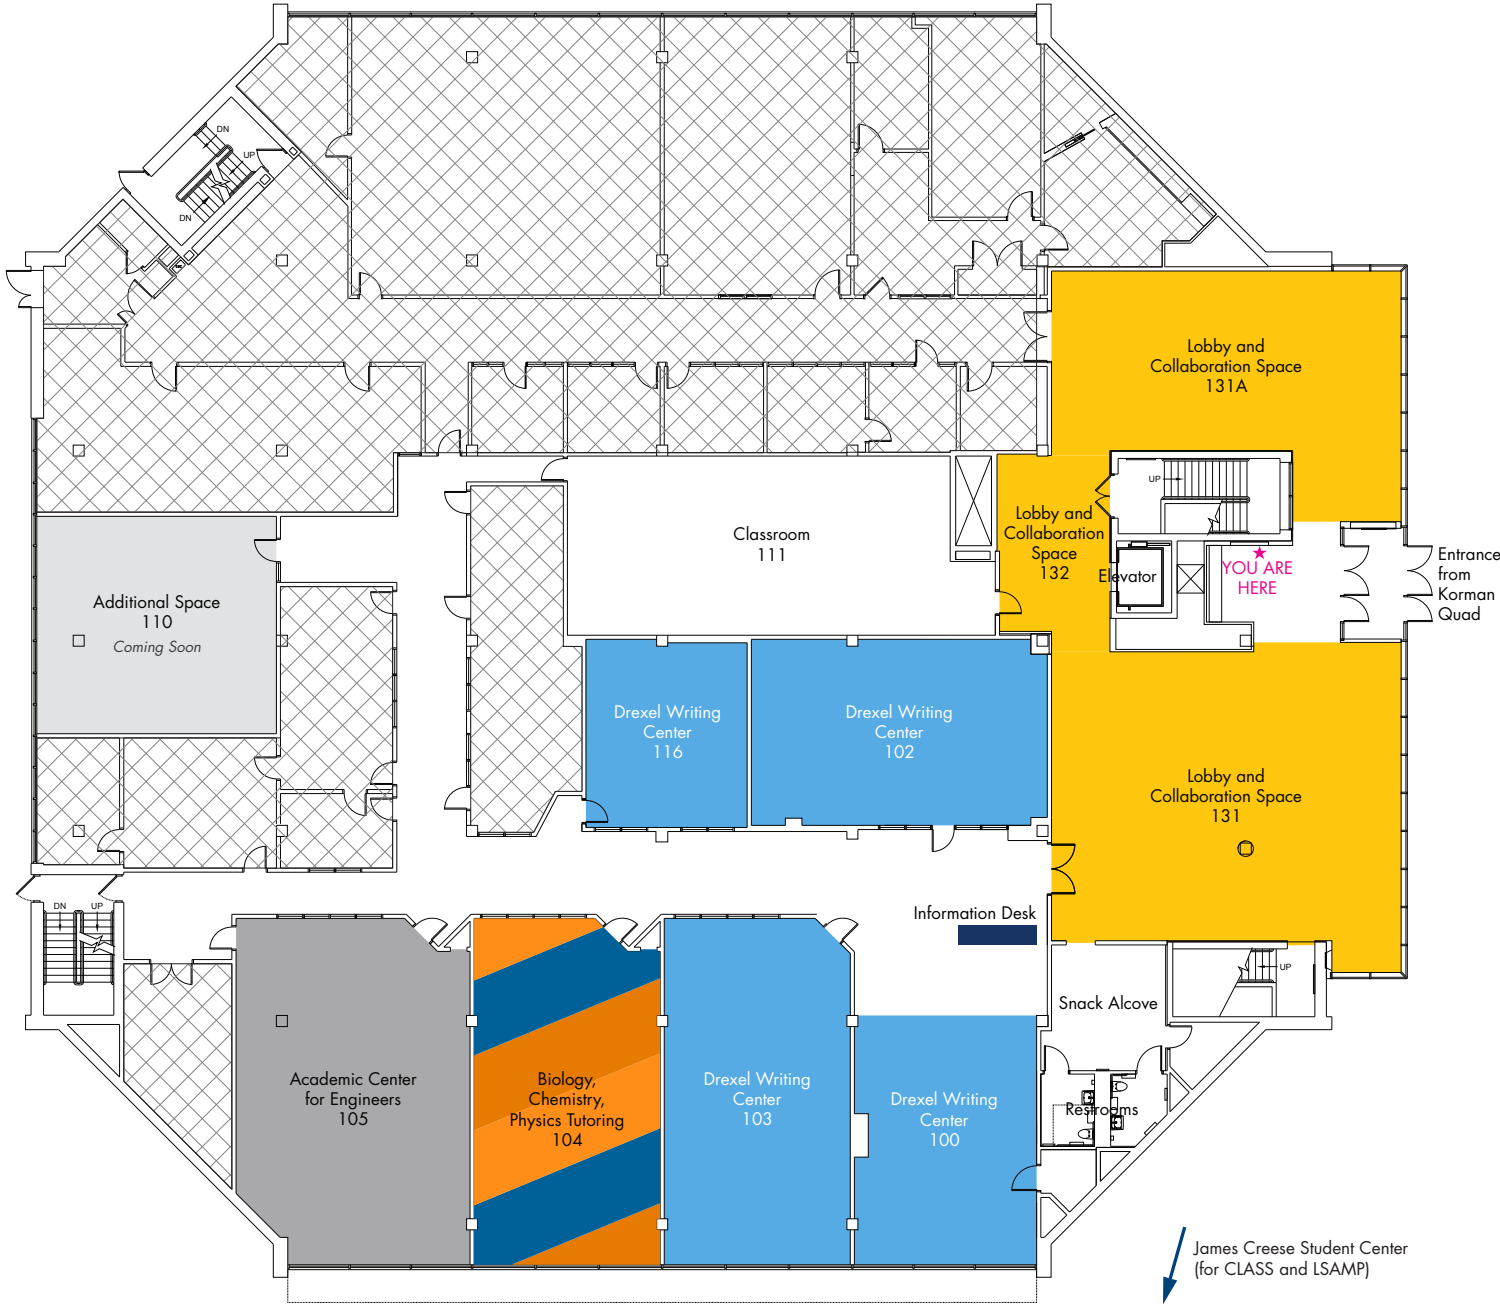 DN
UP
DN
Lobby and
Collaboration Space
131A
UP
Lobby and
Collaboration
Space
132
Classroom
111
Elevator
YOU ARE
HERE
Entrance
from
Korman
Quad
Additional Space
110
Coming Soon
Drexel Writing
Center
116
Drexel Writing
Center
102
Lobby and
Collaboration Space
131
DN
UP
Information Desk
UP
Snack Alcove
Academic Center
for Engineers
105
Biology,
Chemistry,
Physics Tutoring
104
Drexel Writing
Center
103
Drexel Writing
Center
100
Restrooms
James Creese Student Center
(for CLASS and LSAMP)